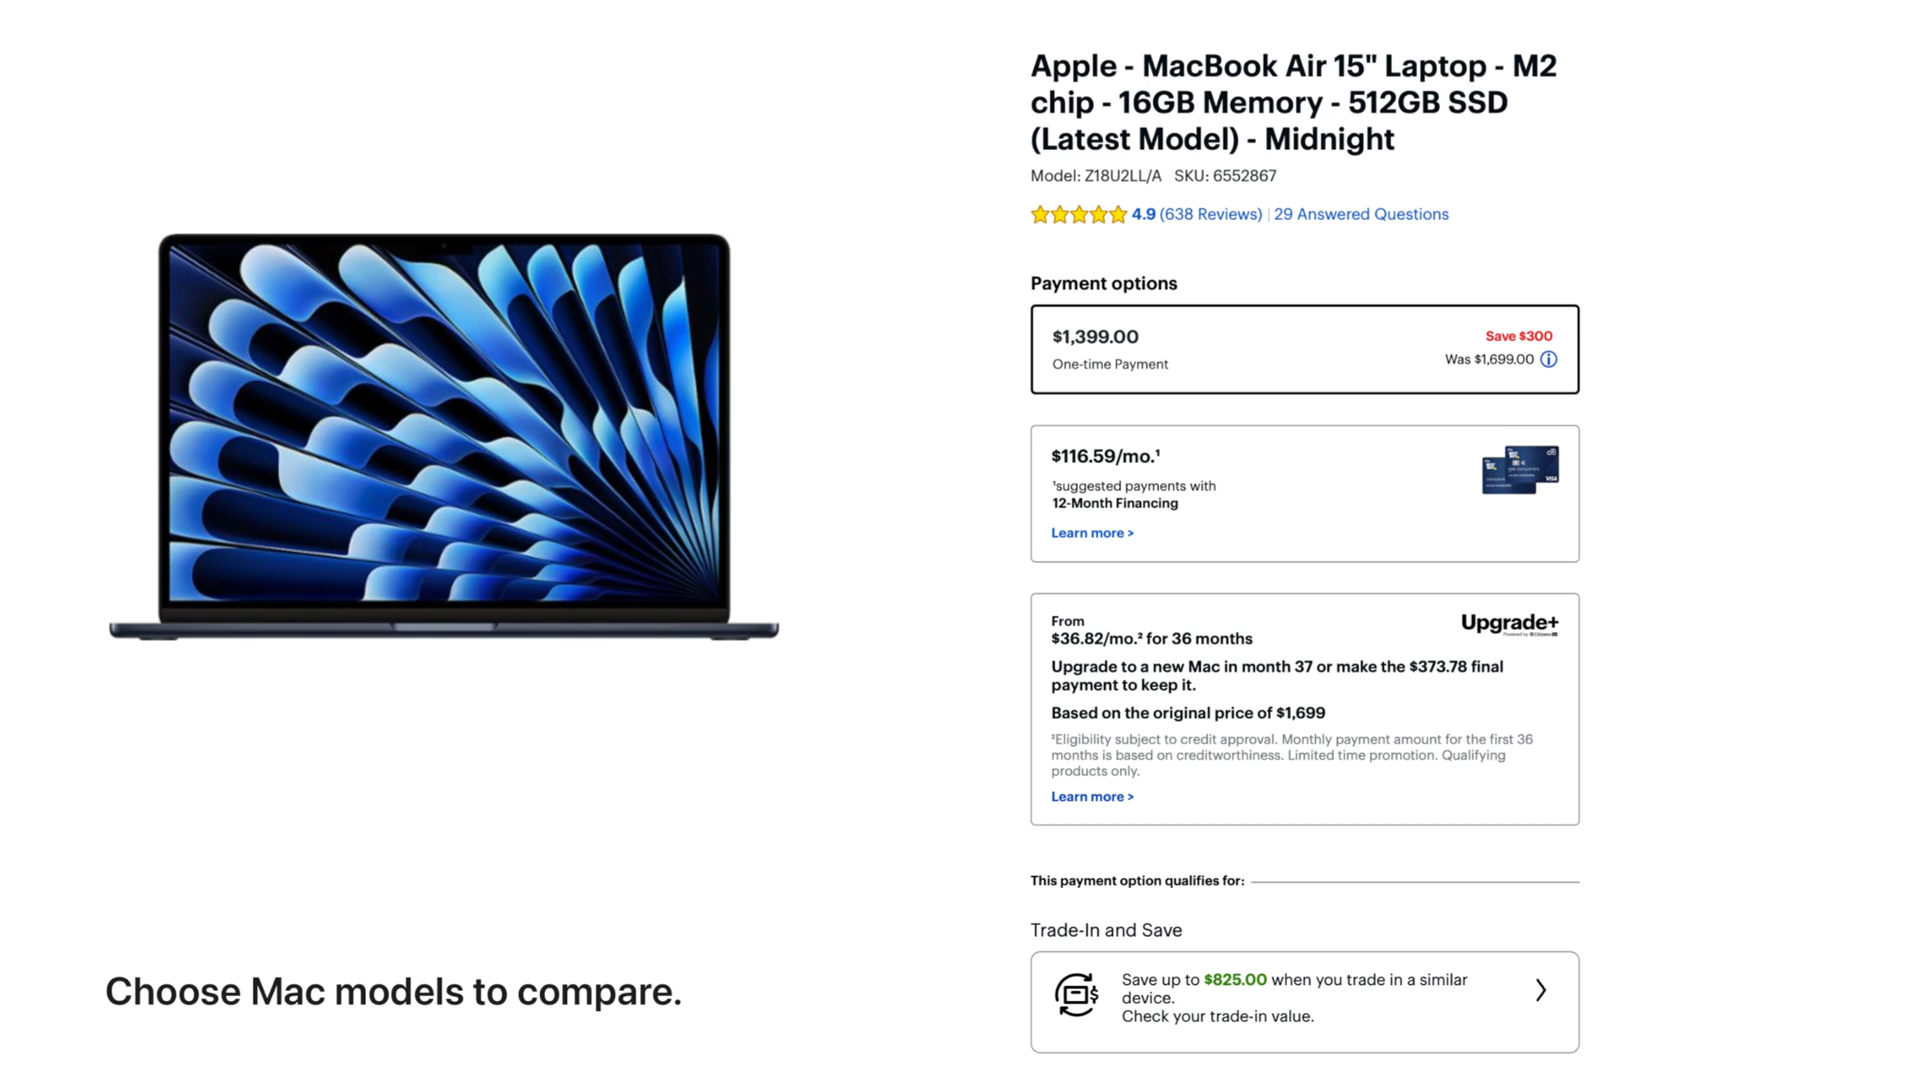 Apple - MacBook Air 15" Laptop - M2
chip - 16GB Memory - 512GB SSD
(Latest Model) - Midnight
Model: Z18U2LL/A SKU: 6552867
4.9 (638 Reviews) | 29 Answered Questions
Payment options
$1,399.00
Save $300
One-time Payment
Was $1,699.00
$116.59/mo.¹
¹suggested payments with
12-Month Financing
Learn more >
From
Upgrade+
$36.82/mo.² for 36 months
Upgrade to a new Mac in month 37 or make the $373.78 final
payment to keep it.
Based on the original price of $1,699
²Eligibility subject to credit approval. Monthly payment amount for the first 36
months is based on creditworthiness. Limited time promotion. Qualifying
products only.
Learn more >
This payment option qualifies for:
Trade-In and Save
Save up to $825.00 when you trade in a similar
device.
Check your trade-in value.
Choose Mac models to compare.